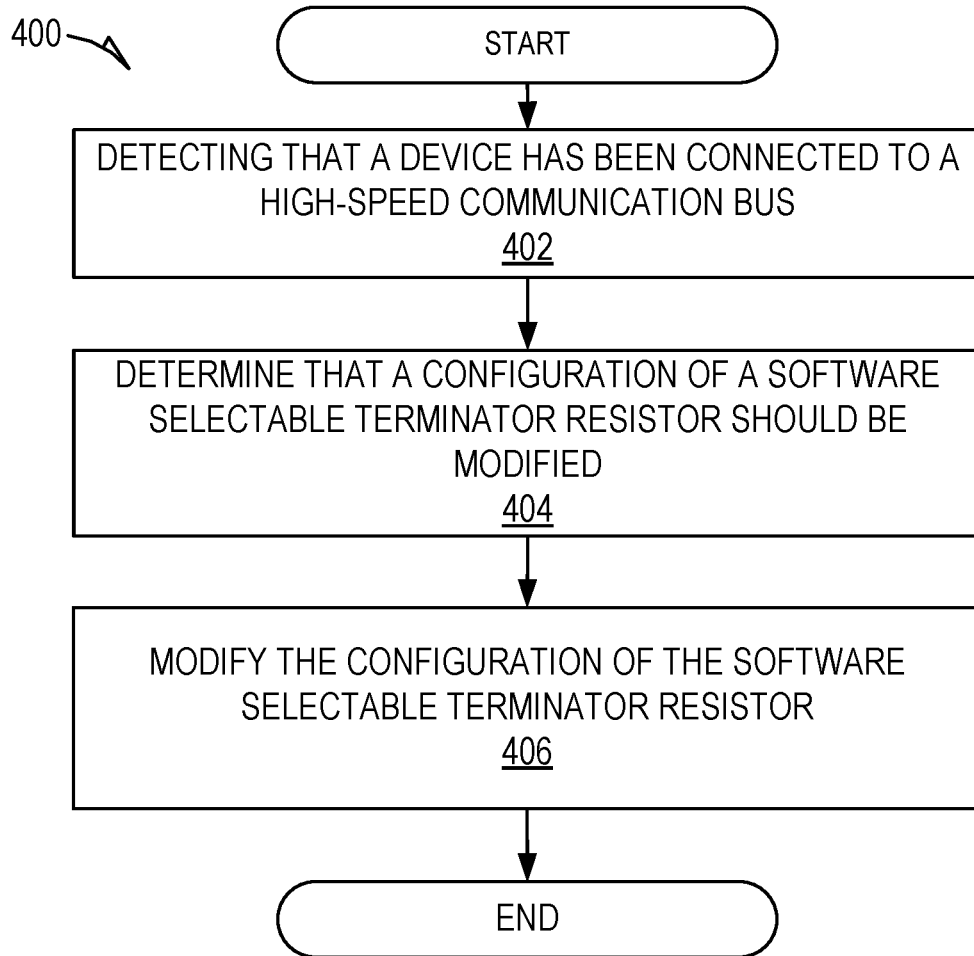 400
START
DETECTING THAT A DEVICE HAS BEEN CONNECTED TO A
HIGH-SPEED COMMUNICATION BUS
402
DETERMINE THAT A CONFIGURATION OF A SOFTWARE
SELECTABLE TERMINATOR RESISTOR SHOULD BE
MODIFIED
404
MODIFY THE CONFIGURATION OF THE SOFTWARE
SELECTABLE TERMINATOR RESISTOR
406
END